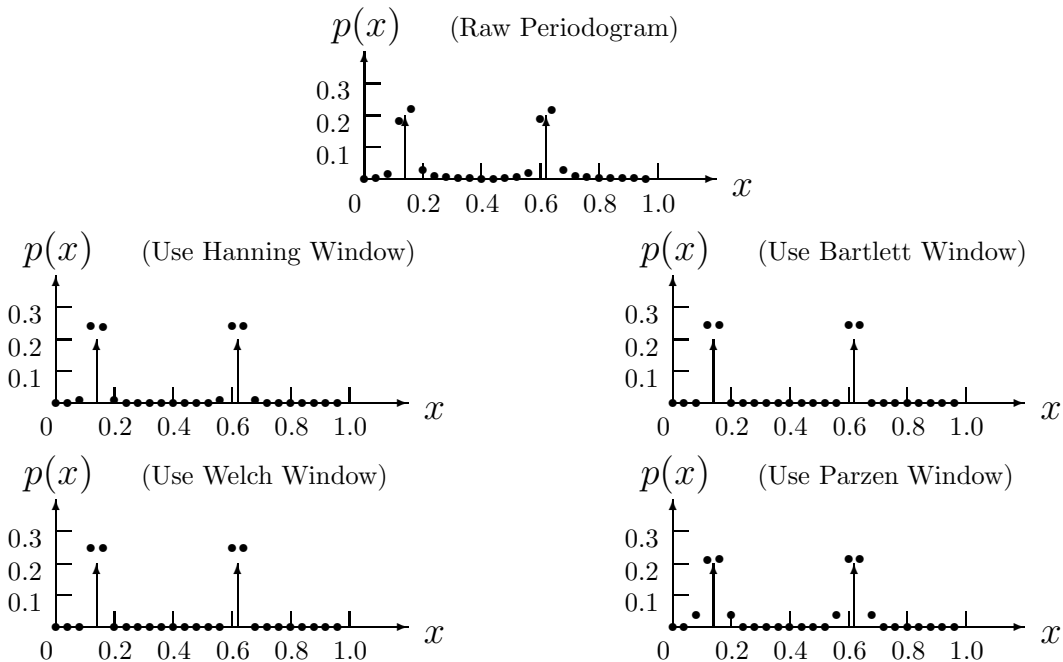 p(x) (Raw Periodogram)
0.3
0.2
0.1
x
0 0.2 0.4 0.6 0.8 1.0
p(x) (Use Hanning Window)
0.3
0.2
0.1
x
0 0.2 0.4 0.6 0.8 1.0
p(x) (Use Bartlett Window)
0.3
0.2
0.1
x
0 0.2 0.4 0.6 0.8 1.0
p(x) (Use Welch Window)
0.3
0.2
0.1
x
0 0.2 0.4 0.6 0.8 1.0
p(x) (Use Parzen Window)
0.3
0.2
0.1
x
0 0.2 0.4 0.6 0.8 1.0